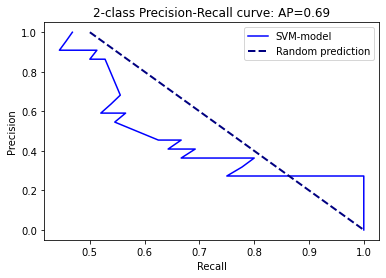 2-class Precision-Recall curve: AP=0.69
SVM-model
Random prediction
Precision
1.0
0.8
0.6
0.4
0.2
0.0
0.5
0.6
0.7
0.8
0.9
1.0
Recall